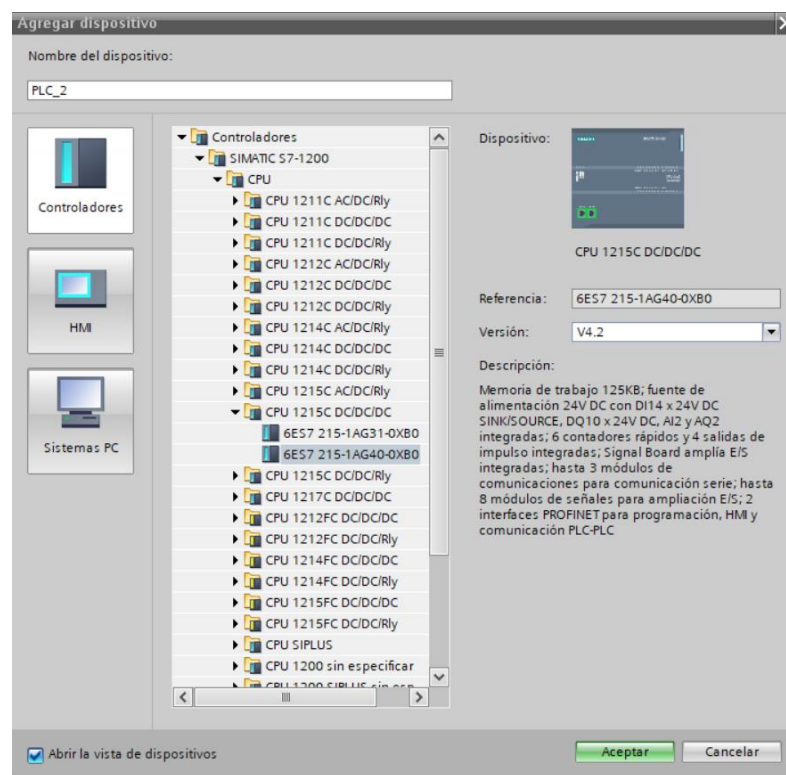 Agregar dispositivo
Nombre del dispositivo:
PLC_2
Controladores
HMI
Sistemas PC
Controladores
SIMATIC S7-1200
CPU
CPU 1211C AC/DC/Rly
CPU 1211C DC/DC/DC
CPU 1211C DC/DC/Rly
CPU 1212C AC/DC/Rly
CPU 1212C DC/DC/DC
CPU 1212C DC/DC/Rly
CPU 1214C AC/DC/Rly
CPU 1214C DC/DC/DC
CPU 1214C DC/DC/Rly
CPU 1215C AC/DC/Rly
CPU 1215C DC/DC/DC
6ES7 215-1AG31-0XB0
6ES7 215-1AG40-0XB0
CPU 1215C DC/DC/Rly
CPU 1217C DC/DC/DC
CPU 1212FC DC/DC/DC
CPU 1212FC DC/DC/Rly
CPU 1214FC DC/DC/DC
CPU 1214FC DC/DC/Rly
CPU 1215FC DC/DC/DC
CPU 1215FC DC/DC/Rly
CPU SIPLUS
CPU 1200 sin especificar
CPU 1200 SIPLUS sin esp
Dispositivo:
CPU 1215C DC/DC/DC
Referencia:
6ES7 215-1AG40-0XB0
Versión:
V4.2
Descripción:
Memoria de trabajo 125KB; fuente de
alimentación 24V DC con DI14 x 24V DC
SINK/SOURCE, DQ10 x 24V DC, AI2 y AQ2
integradas; 6 contadores rápidos y 4 salidas de
impulso integradas; Signal Board amplía E/S
integradas; hasta 3 módulos de
comunicaciones para comunicación serie; hasta
8 módulos de señales para ampliación E/S; 2
interfaces PROFINET para programación, HMI y
comunicación PLC-PLC
Abrir la vista de dispositivos
Aceptar
Cancelar